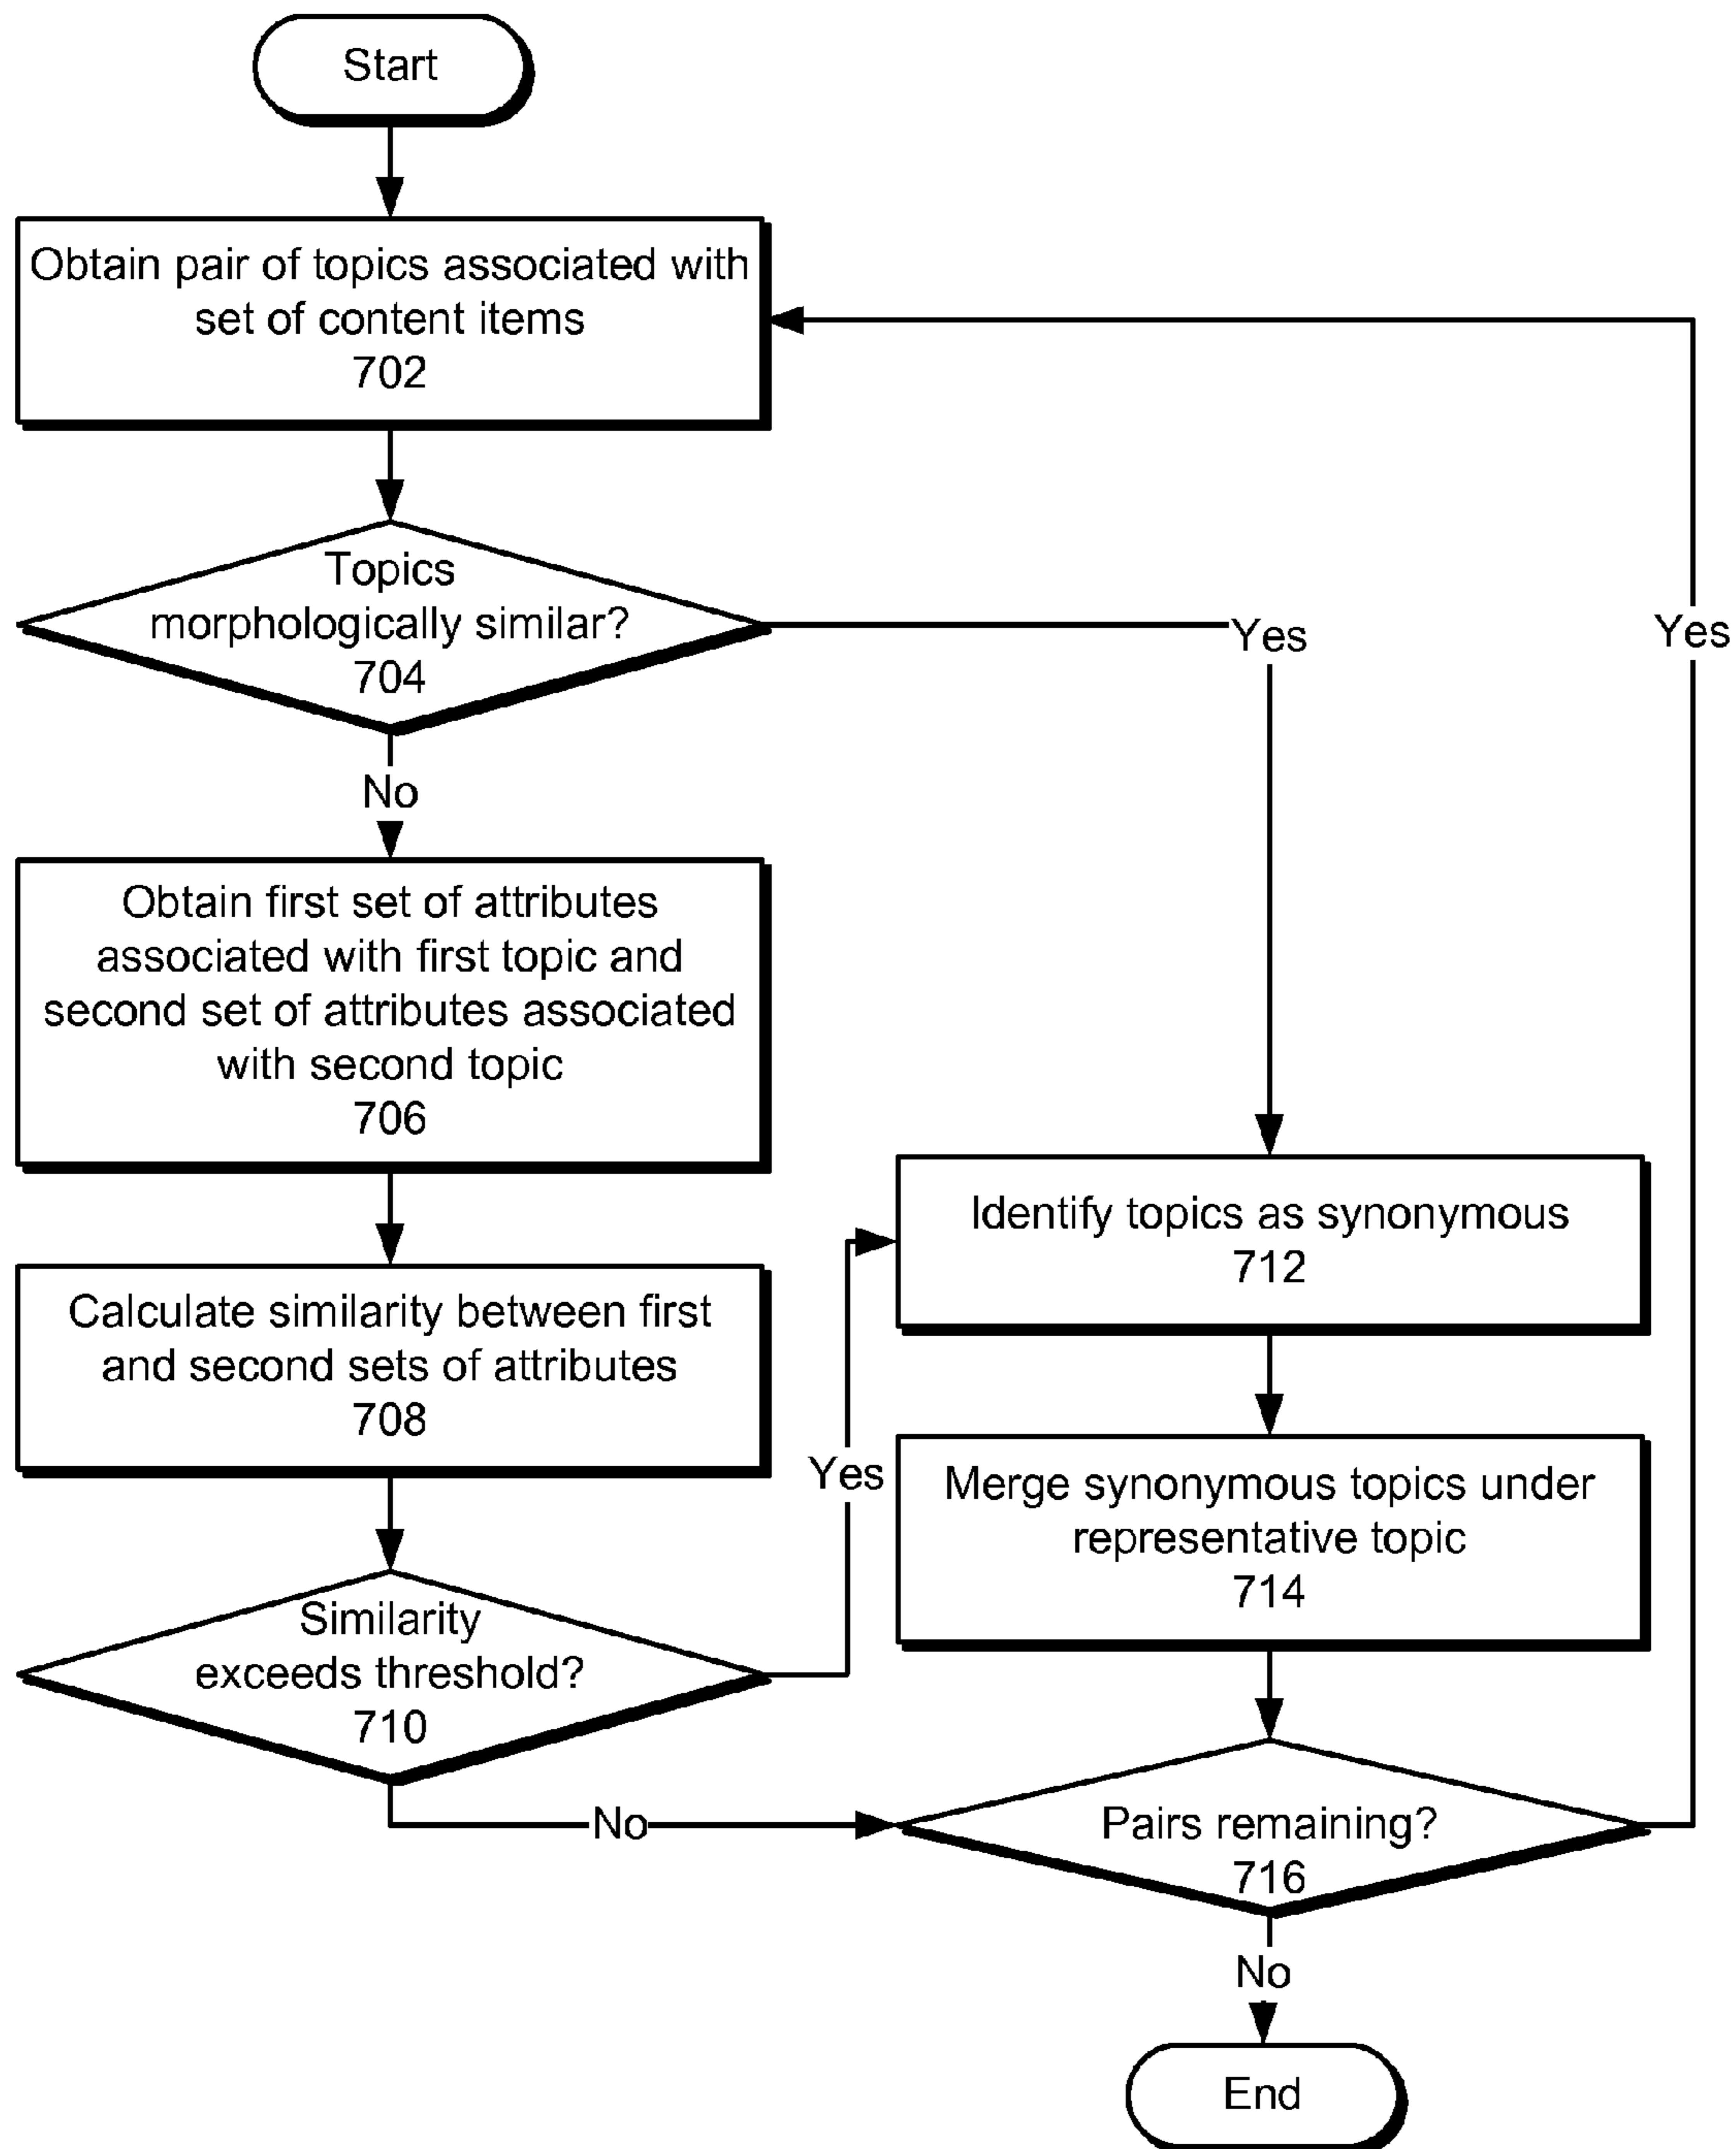 Start
Obtain pair of topics associated with
set of content items
702
Topics
morphologically similar?
704
Yes
Yes
No
Obtain first set of attributes
associated with first topic and
second set of attributes associated
with second topic
706
Identify topics as synonymous
712
Calculate similarity between first
and second sets of attributes
708
Yes
Merge synonymous topics under
representative topic
714
Similarity
exceeds threshold?
710
No
Pairs remaining?
716
No
End